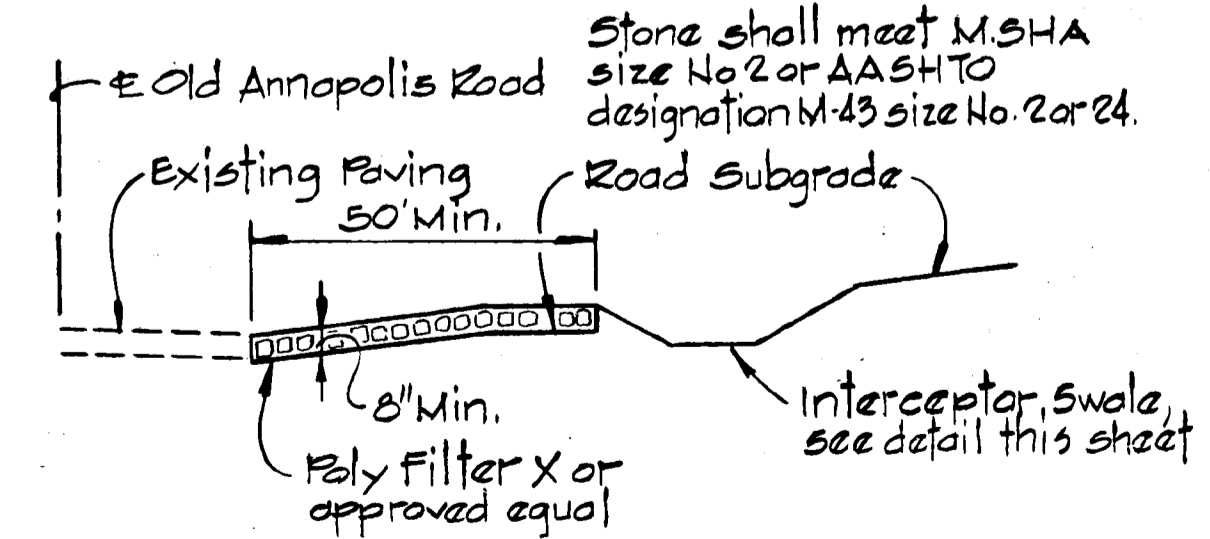 Stone shall meet M.SHA
size No 2 or AASHTO
designation M-43 size No. 2 or 24.
℄ Old Annapolis Road
Existing Paving
Road Subgrade
50' Min.
8" Min.
Interceptor, Swale,
see detail this sheet
Poly Filter X or
approved equal